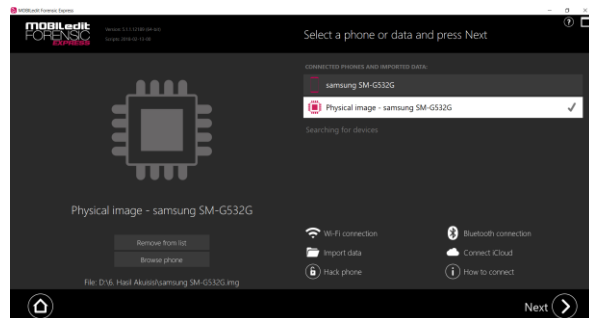 MOBILedit Forensic Express
MOBILedit
FORENSIC
EXPRESS
Select a phone or data and press Next
CONNECTED PHONES AND IMPORTED DATA:
samsung SM-G532G
Physical image - samsung SM-G532G
Searching for devices
Physical image - samsung SM-G532G
Remove from list
Browse phone
File: D:\6. Hasil Akuisisi\samsung SM-G532G.img
Wi-Fi connection
Bluetooth connection
Import data
Connect iCloud
Hack phone
How to connect
Next